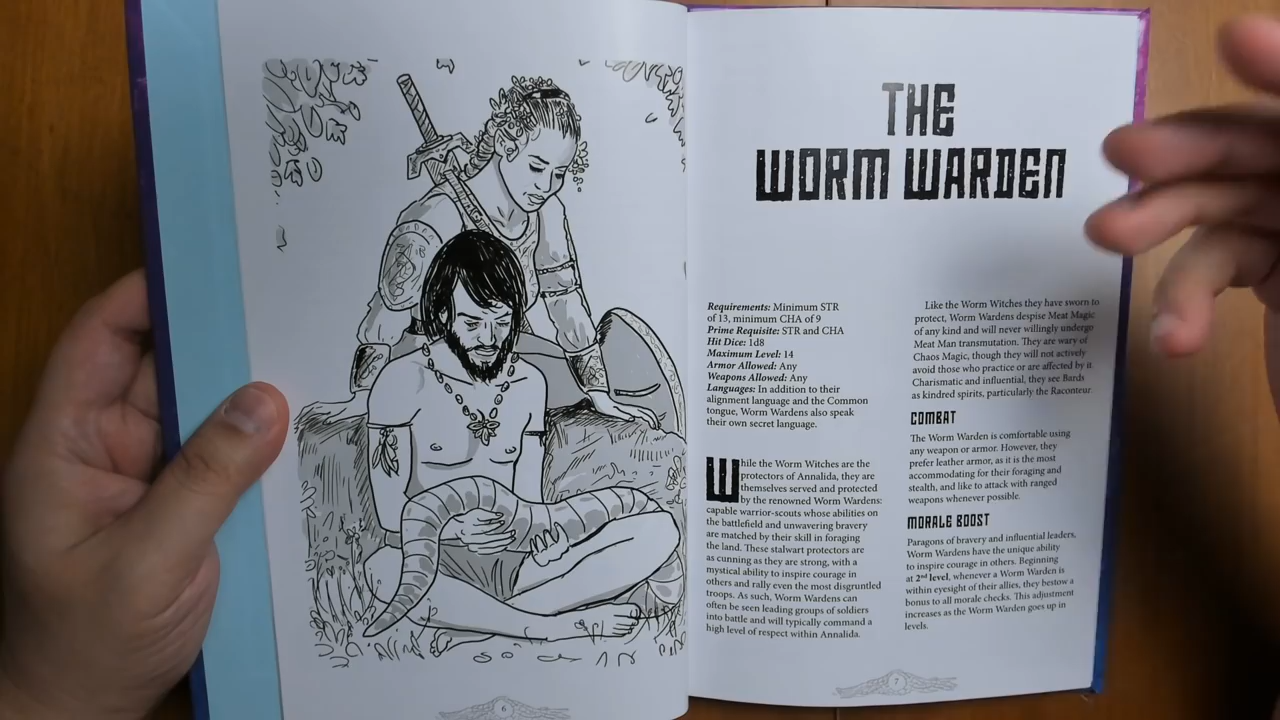 THE
WORM WARDEN
Requirements: Minimum STR
of 13, minimum CHA of 9
Prime Requisite: STR and CHA
Hit Dice: 1d8
Maximum Level: 14
Armor Allowed: Any
Weapons Allowed: Any
Languages: In addition to their
alignment language and the Common
tongue, Worm Wardens also speak
their own secret language.
While the Worm Witches are the
protectors of Annalida, they are
themselves served and protected
by the renowned Worm Wardens:
capable warrior-scouts whose abilities on
the battlefield and unwavering bravery
are matched by their skill in foraging
the land. These stalwart protectors are
as cunning as they are strong, with a
mystical ability to inspire courage in
others and rally even the most disgruntled
troops. As such, Worm Wardens can
often be seen leading groups of soldiers
into battle and will typically command a
high level of respect within Annalida.
Like the Worm Witches they have sworn to
protect, Worm Wardens despise Meat Magic
of any kind and will never willingly undergo
Meat Man transmutation. They are wary of
Chaos Magic, though they will not actively
avoid those who practice or are affected by it.
Charismatic and influential, they see Bards
as kindred spirits, particularly the Raconteur.
COMBAT
The Worm Warden is comfortable using
any weapon or armor. However, they
prefer leather armor, as it is the most
accommodating for their foraging and
stealth, and like to attack with ranged
weapons whenever possible.
MORALE BOOST
Paragons of bravery and influential leaders,
Worm Wardens have the unique ability
to inspire courage in others. Beginning
at 2nd level, whenever a Worm Warden is
within eyesight of their allies, they bestow a
bonus to all morale checks. This adjustment
increases as the Worm Warden goes up in
levels.
6
7